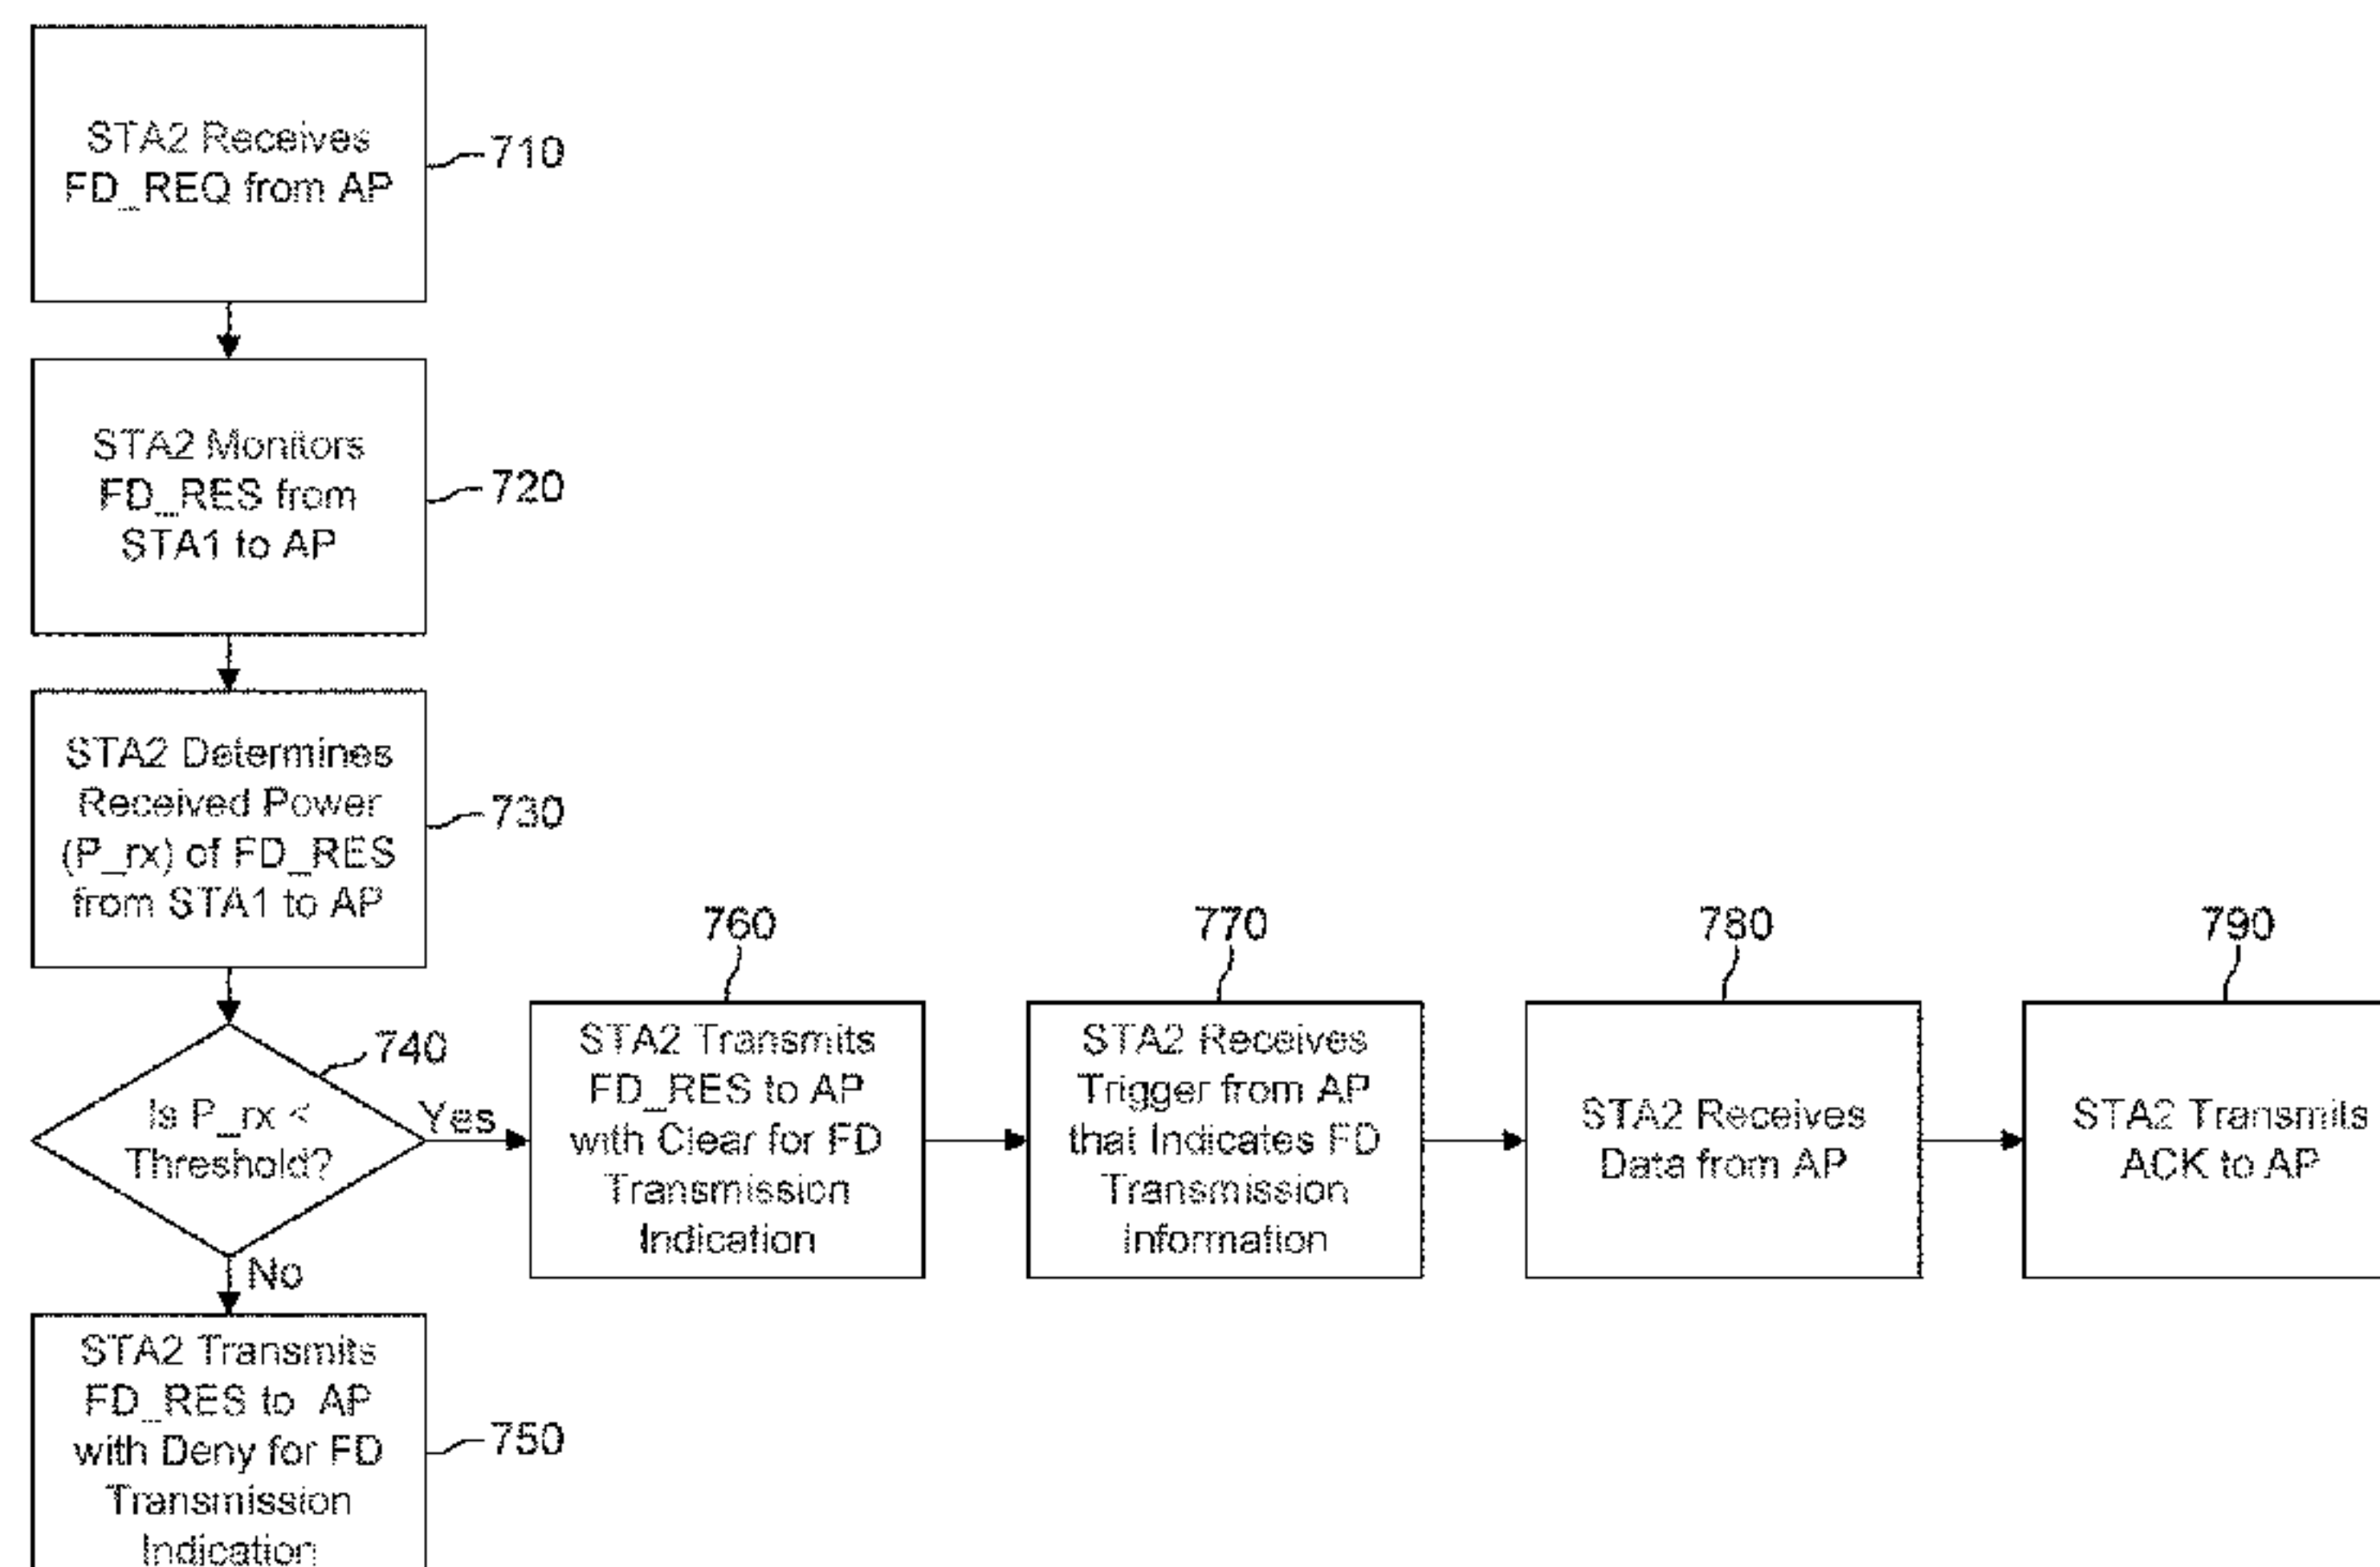 STA2 Receives
FD_REQ from AP
710
STA2 Monitors
FD_RES from
STA1 to AP
720
STA2 Determines
Received Power
(P_rx) of FD_RES
from STA1 to AP
730
Is P_rx <
Threshold?
740
Yes
No
STA2 Transmits
FD_RES to AP
with Deny for FD
Transmission
Indication
750
760
STA2 Transmits
FD_RES to AP
with Clear for FD
Transmission
Indication
770
STA2 Receives
Trigger from AP
that Indicates FD
Transmission
Information
780
STA2 Receives
Data from AP
790
STA2 Transmits
ACK to AP